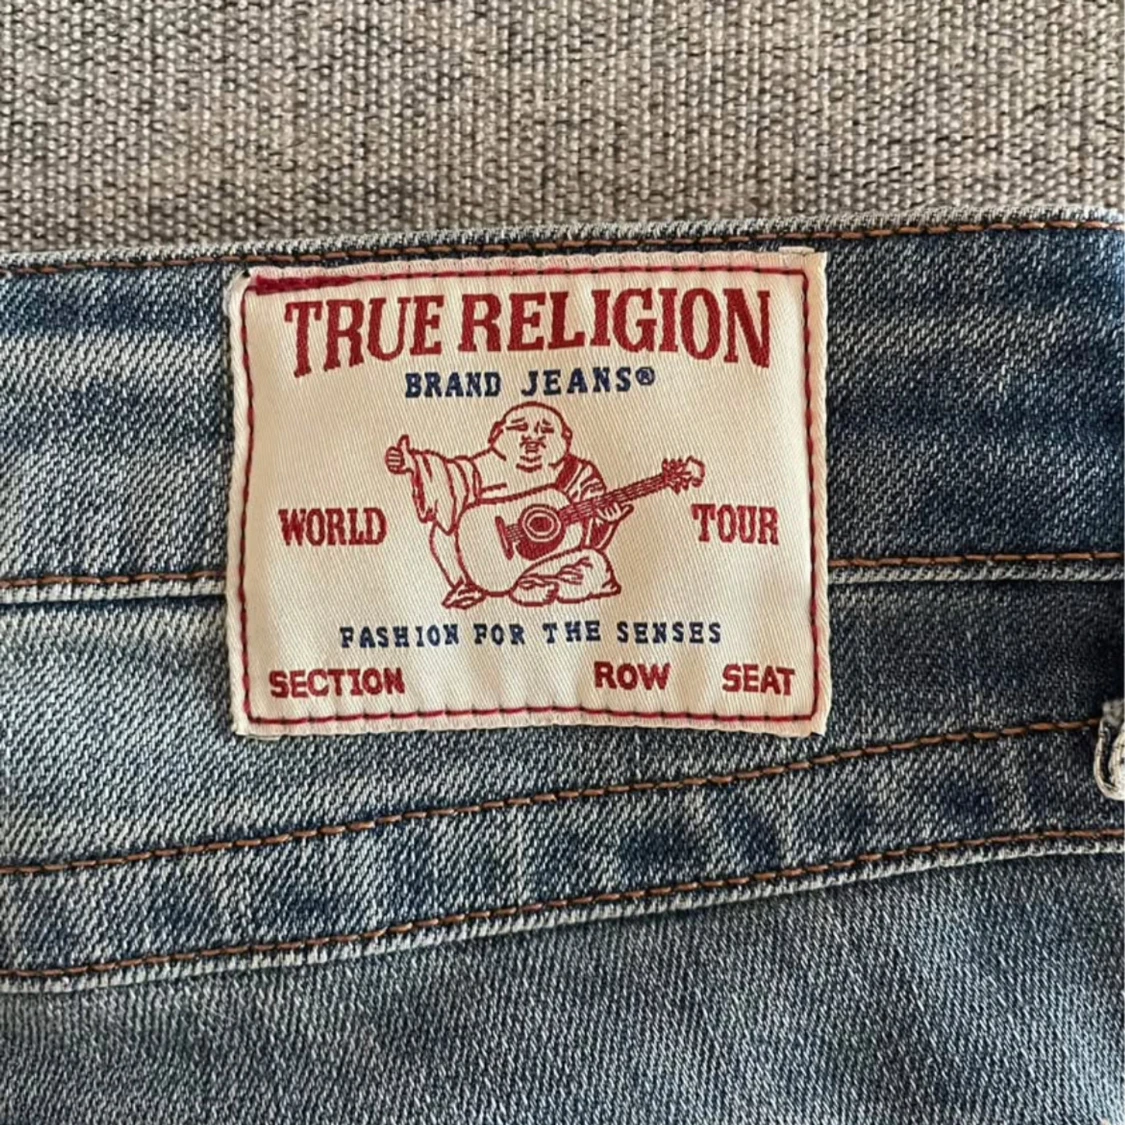 TRUE RELIGION
BRAND JEANS®
WORLD TOUR
FASHION FOR THE SENSES
SECTION ROW SEAT